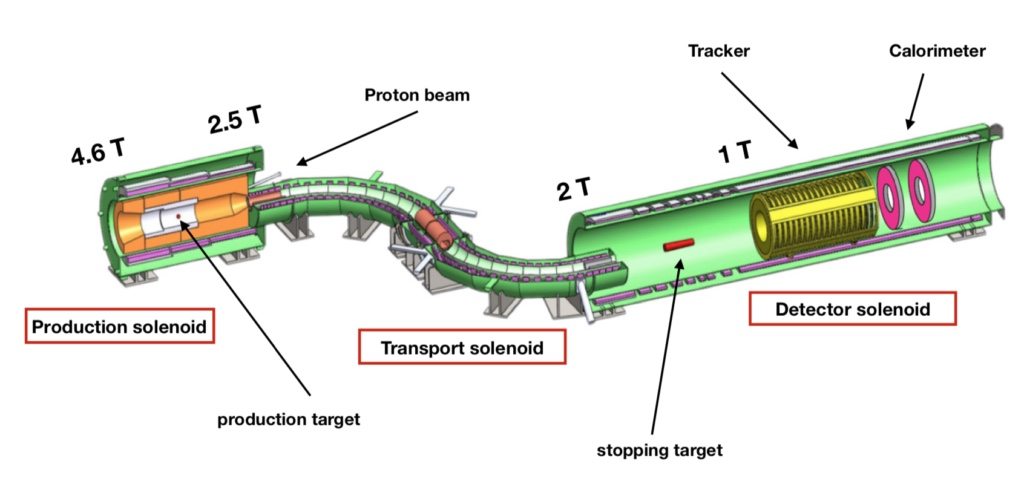 Tracker
Calorimeter
Proton beam
2.5 T
4.6 T
1 T
2 T
Production solenoid
Transport solenoid
Detector solenoid
production target
stopping target